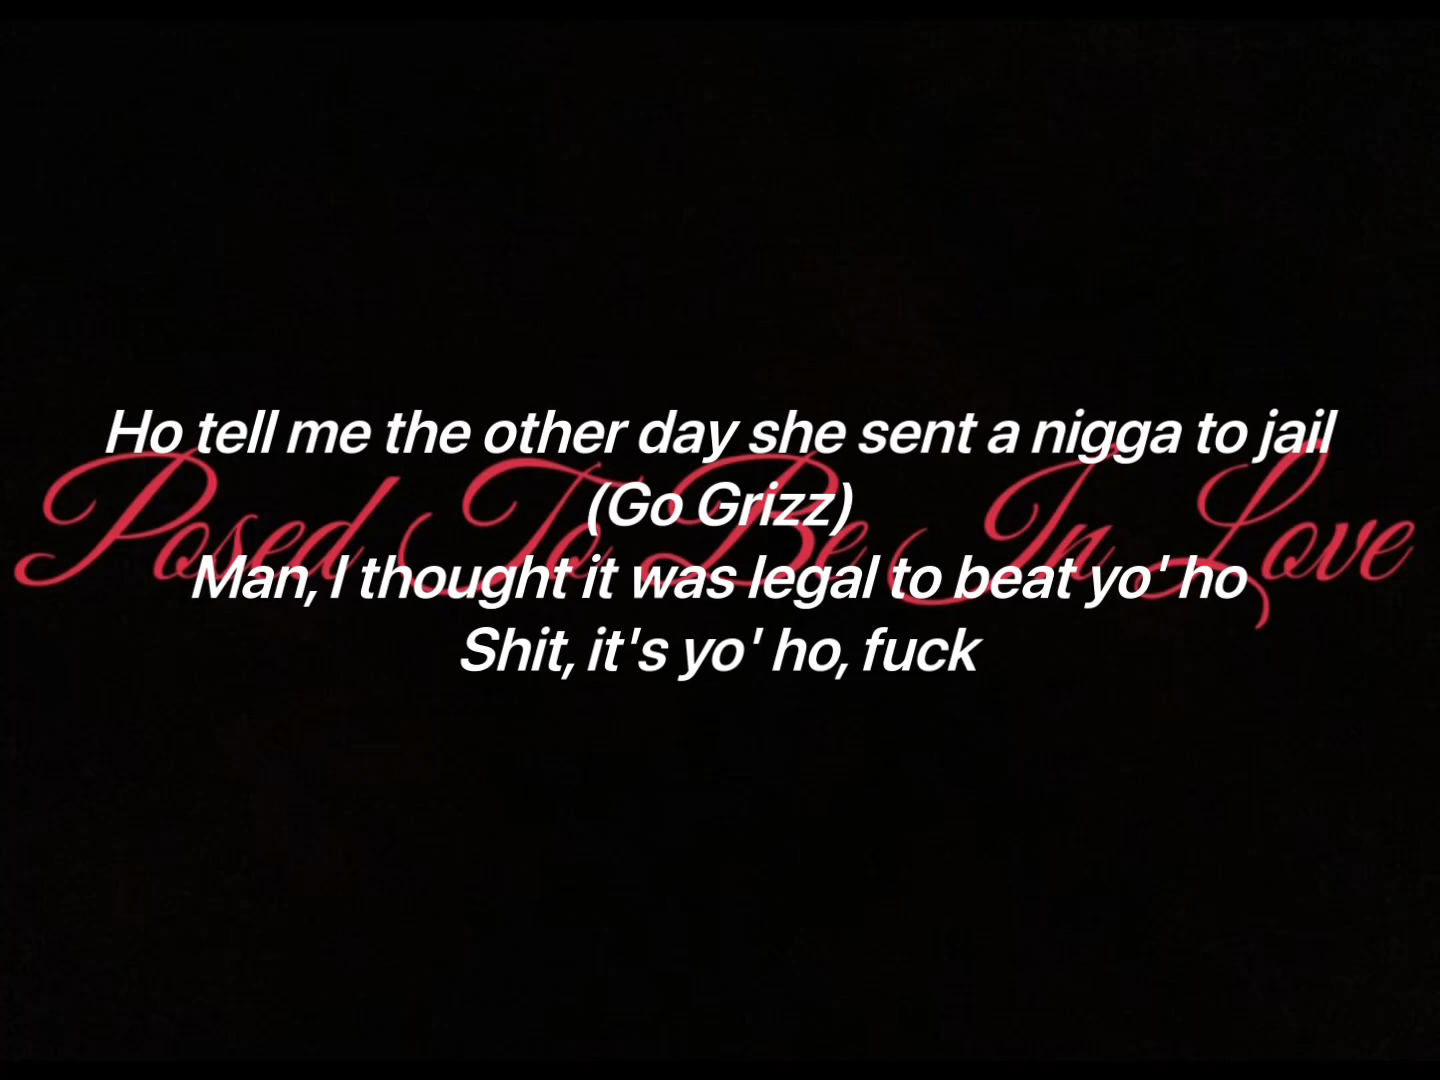 Ho tell me the other day she sent a nigga to jail
(Go Grizz)
Posed To Be In Love
Man, I thought it was legal to beat yo' ho
Shit, it's yo' ho, fuck